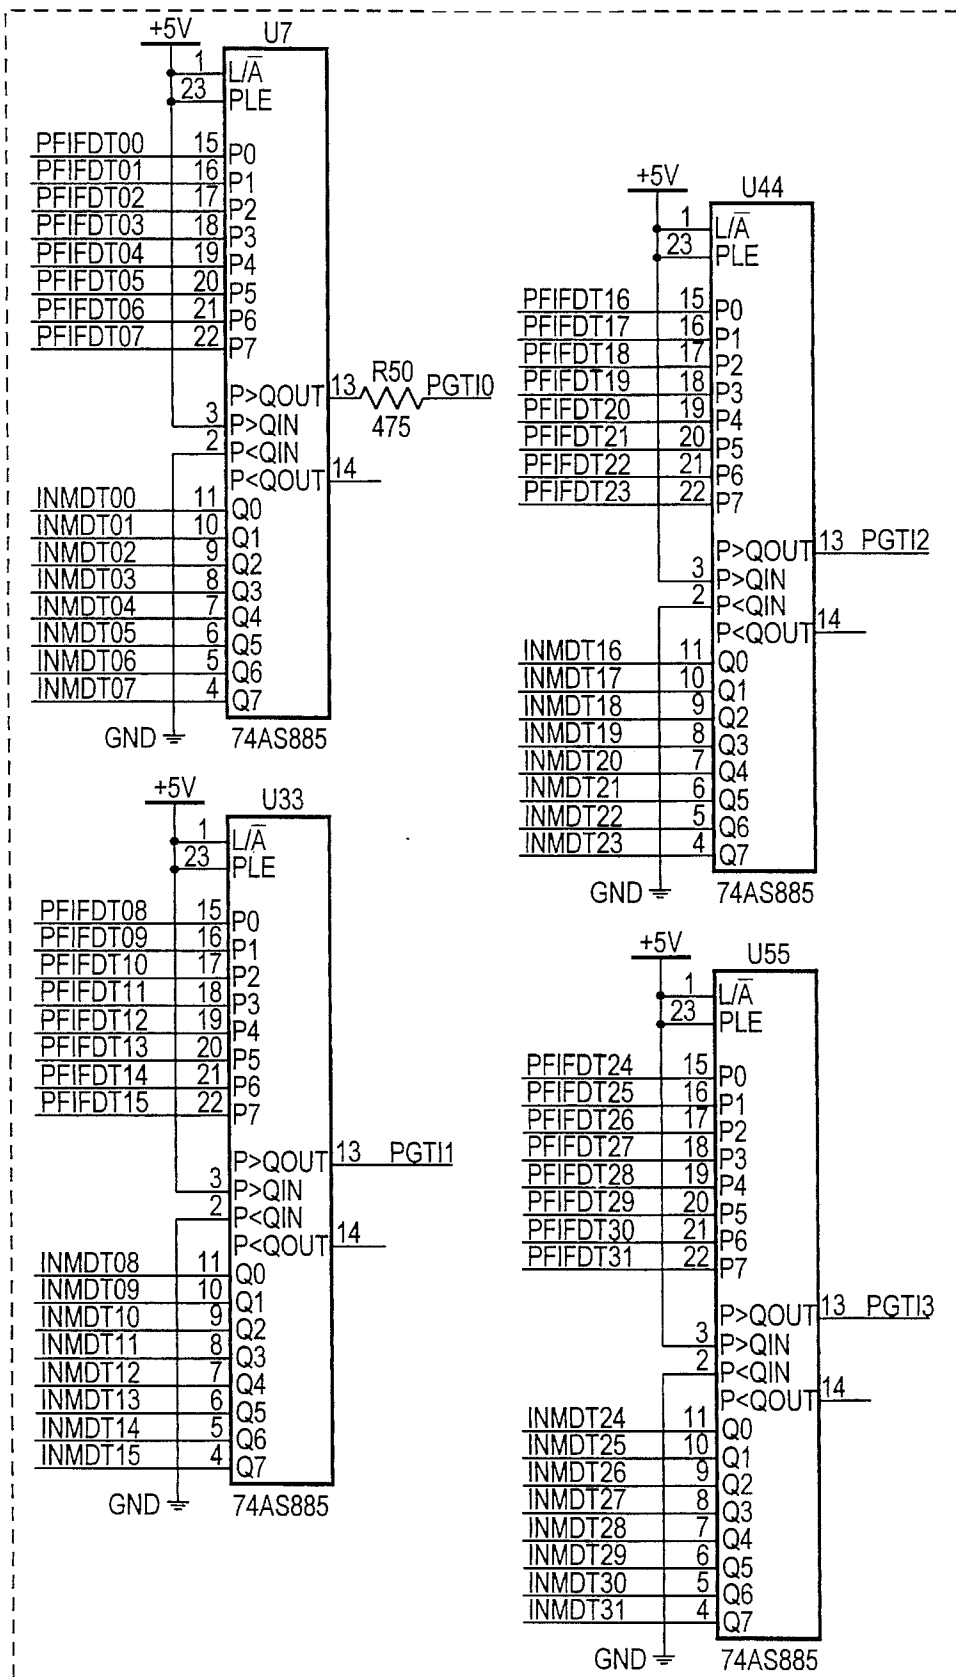 +5V U7
1 L/A̅
23 PLE
PFIFDT00 15 P0
PFIFDT01 16 P1
PFIFDT02 17 P2
PFIFDT03 18 P3
PFIFDT04 19 P4
PFIFDT05 20 P5
PFIFDT06 21 P6
PFIFDT07 22 P7
P>QOUT 13 R50 PGTI0
475
3 P>QIN
2 P<QIN
P<QOUT 14
INMDT00 11 Q0
INMDT01 10 Q1
INMDT02 9 Q2
INMDT03 8 Q3
INMDT04 7 Q4
INMDT05 6 Q5
INMDT06 5 Q6
INMDT07 4 Q7
GND 74AS885
+5V U33
1 L/A̅
23 PLE
PFIFDT08 15 P0
PFIFDT09 16 P1
PFIFDT10 17 P2
PFIFDT11 18 P3
PFIFDT12 19 P4
PFIFDT13 20 P5
PFIFDT14 21 P6
PFIFDT15 22 P7
P>QOUT 13 PGTI1
3 P>QIN
2 P<QIN
P<QOUT 14
INMDT08 11 Q0
INMDT09 10 Q1
INMDT10 9 Q2
INMDT11 8 Q3
INMDT12 7 Q4
INMDT13 6 Q5
INMDT14 5 Q6
INMDT15 4 Q7
GND 74AS885
+5V U44
1 L/A̅
23 PLE
PFIFDT16 15 P0
PFIFDT17 16 P1
PFIFDT18 17 P2
PFIFDT19 18 P3
PFIFDT20 19 P4
PFIFDT21 20 P5
PFIFDT22 21 P6
PFIFDT23 22 P7
P>QOUT 13 PGTI2
3 P>QIN
2 P<QIN
P<QOUT 14
INMDT16 11 Q0
INMDT17 10 Q1
INMDT18 9 Q2
INMDT19 8 Q3
INMDT20 7 Q4
INMDT21 6 Q5
INMDT22 5 Q6
INMDT23 4 Q7
GND 74AS885
+5V U55
1 L/A̅
23 PLE
PFIFDT24 15 P0
PFIFDT25 16 P1
PFIFDT26 17 P2
PFIFDT27 18 P3
PFIFDT28 19 P4
PFIFDT29 20 P5
PFIFDT30 21 P6
PFIFDT31 22 P7
P>QOUT 13 PGTI3
3 P>QIN
2 P<QIN
P<QOUT 14
INMDT24 11 Q0
INMDT25 10 Q1
INMDT26 9 Q2
INMDT27 8 Q3
INMDT28 7 Q4
INMDT29 6 Q5
INMDT30 5 Q6
INMDT31 4 Q7
GND 74AS885